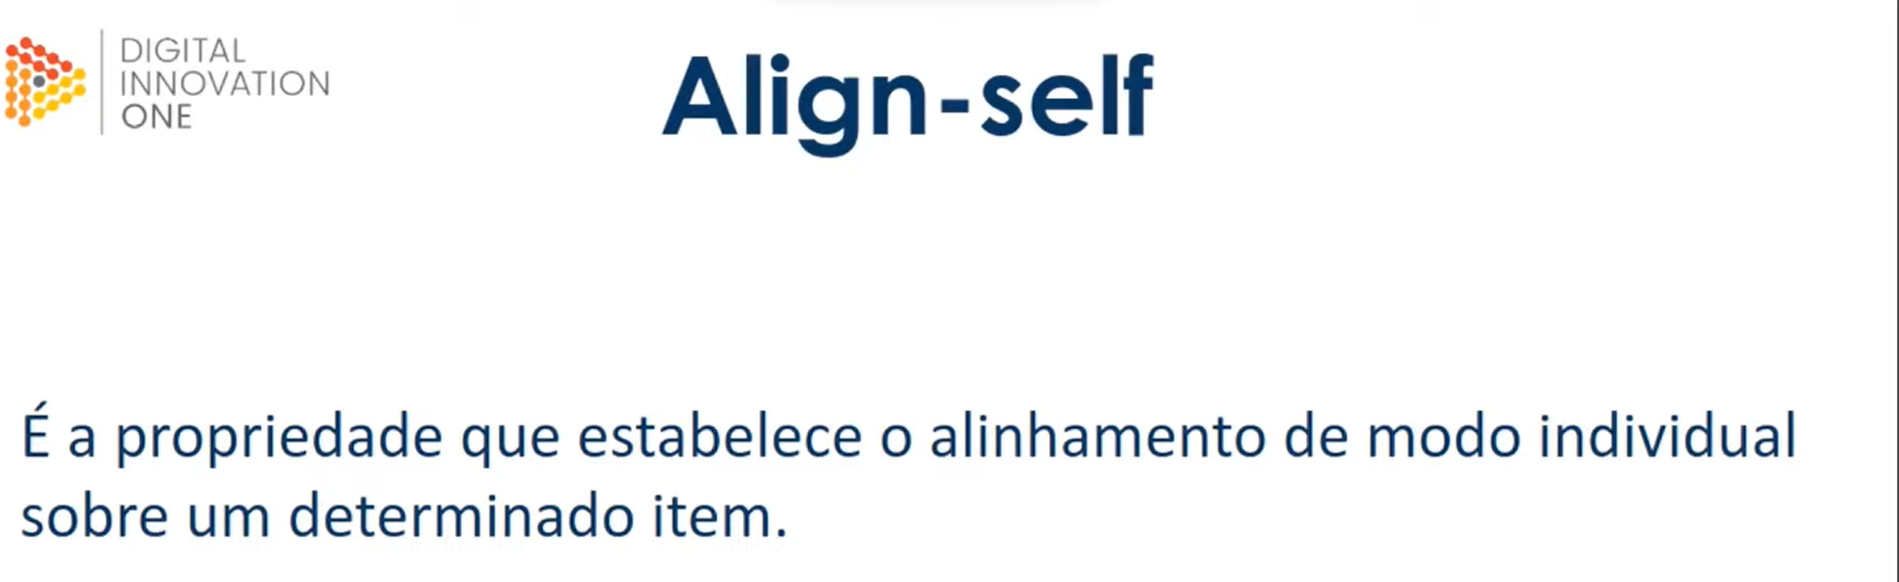 DIGITAL
INNOVATION
ONE
Align-self
É a propriedade que estabelece o alinhamento de modo individual
sobre um determinado item.